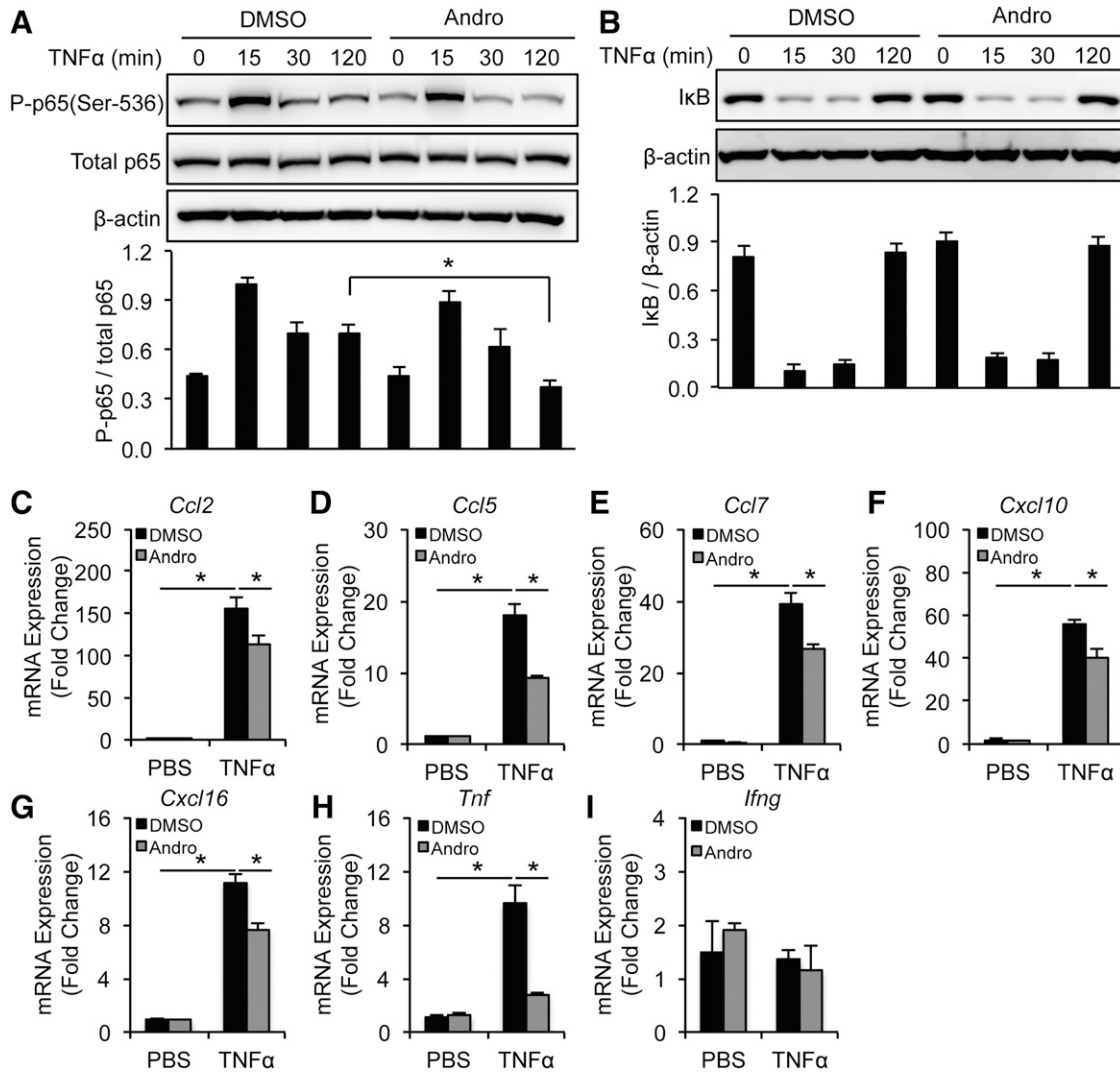 A
DMSO Andro
TNFα (min) 0 15 30 120 0 15 30 120
P-p65(Ser-536)
Total p65
β-actin
P-p65 / total p65
1.2
0.9
0.6
0.3
0.0
*
B
DMSO Andro
TNFα (min) 0 15 30 120 0 15 30 120
IκB
β-actin
IκB / β-actin
1.2
0.9
0.6
0.3
0.0
C
Ccl2
mRNA Expression
(Fold Change)
250
200
150
100
50
0
DMSO
Andro
* *
PBS TNFα
D
Ccl5
mRNA Expression
(Fold Change)
30
20
10
0
DMSO
Andro
* *
PBS TNFα
E
Ccl7
mRNA Expression
(Fold Change)
60
40
20
0
DMSO
Andro
* *
PBS TNFα
F
Cxcl10
mRNA Expression
(Fold Change)
100
80
60
40
20
0
DMSO
Andro
* *
PBS TNFα
G
Cxcl16
mRNA Expression
(Fold Change)
16
12
8
4
0
DMSO
Andro
* *
PBS TNFα
H
Tnf
mRNA Expression
(Fold Change)
16
12
8
4
0
DMSO
Andro
* *
PBS TNFα
I
Ifng
mRNA Expression
(Fold Change)
4
3
2
1
0
DMSO
Andro
PBS TNFα